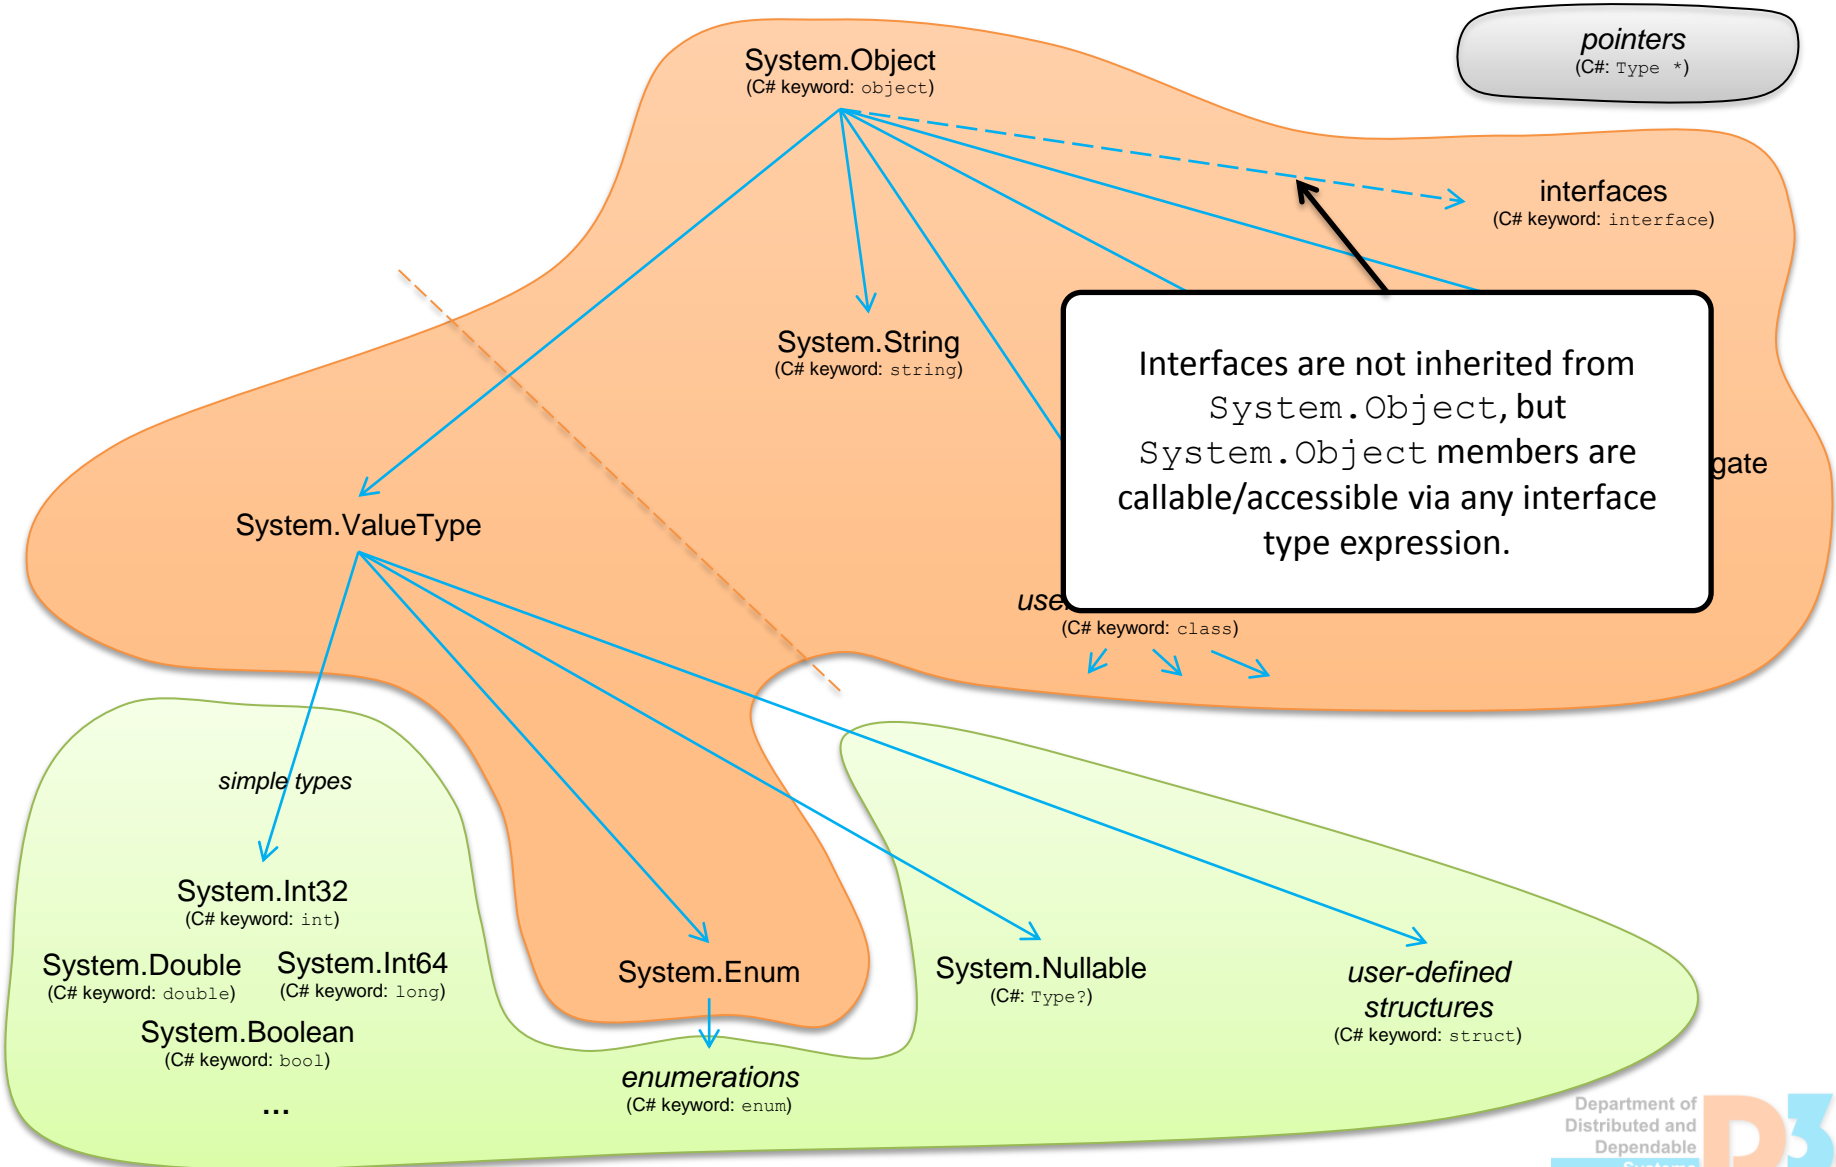 pointers
(C#: Type *)
System.Object
(C# keyword: object)
interfaces
(C# keyword: interface)
System.String
(C# keyword: string)
Interfaces are not inherited from
System.Object, but
System.Object members are
callable/accessible via any interface
type expression.
gate
System.ValueType
use
(C# keyword: class)
simple types
System.Int32
(C# keyword: int)
System.Double
(C# keyword: double)
System.Int64
(C# keyword: long)
System.Boolean
(C# keyword: bool)
...
System.Enum
enumerations
(C# keyword: enum)
System.Nullable
(C#: Type?)
user-defined
structures
(C# keyword: struct)
Department of
Distributed and
Dependable
Systems
D3